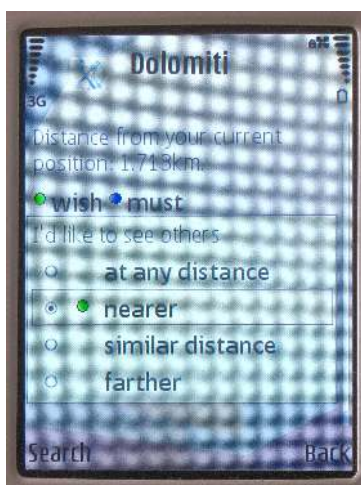 Dolomiti
3G
Distance from your current
position: 1.713km.
wish must
I'd like to see others
at any distance
nearer
similar distance
farther
Search Back